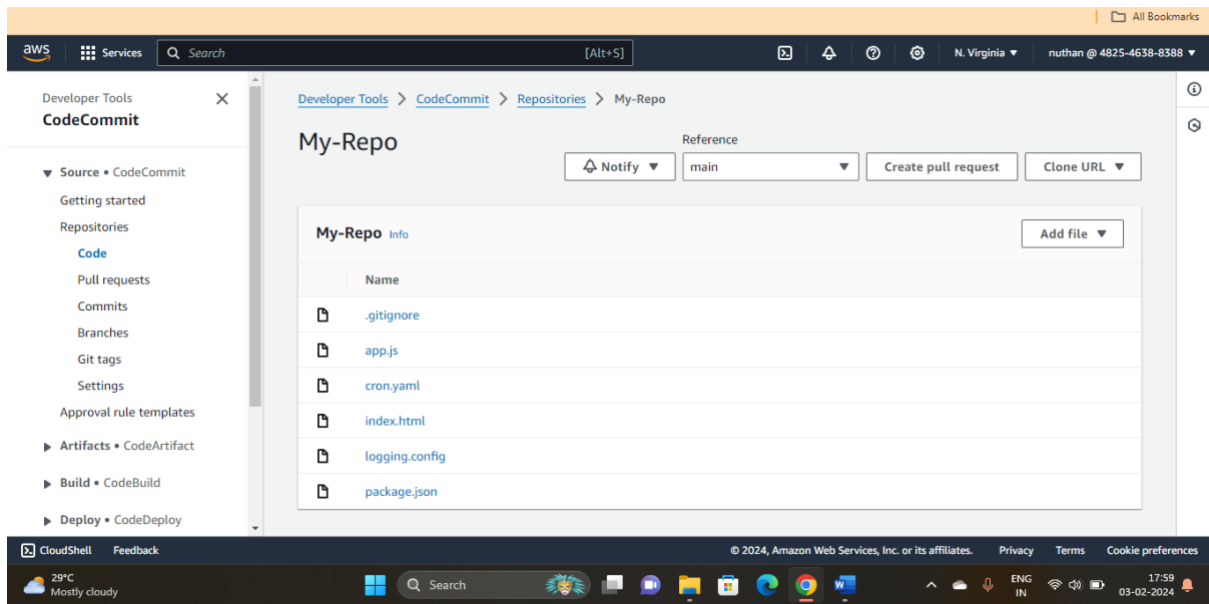 All Bookmarks
aws Services Search [Alt+S] N. Virginia ▼ nuthan @ 4825-4638-8388 ▼
Developer Tools
CodeCommit
▼ Source • CodeCommit
Getting started
Repositories
Code
Pull requests
Commits
Branches
Git tags
Settings
Approval rule templates
▶ Artifacts • CodeArtifact
▶ Build • CodeBuild
▶ Deploy • CodeDeploy
Developer Tools > CodeCommit > Repositories > My-Repo
My-Repo
Reference
Notify ▼ main ▼ Create pull request Clone URL ▼
My-Repo Info Add file ▼
Name
.gitignore
app.js
cron.yaml
index.html
logging.config
package.json
CloudShell Feedback © 2024, Amazon Web Services, Inc. or its affiliates. Privacy Terms Cookie preferences
29°C
Mostly cloudy
Search
ENG
IN
17:59
03-02-2024